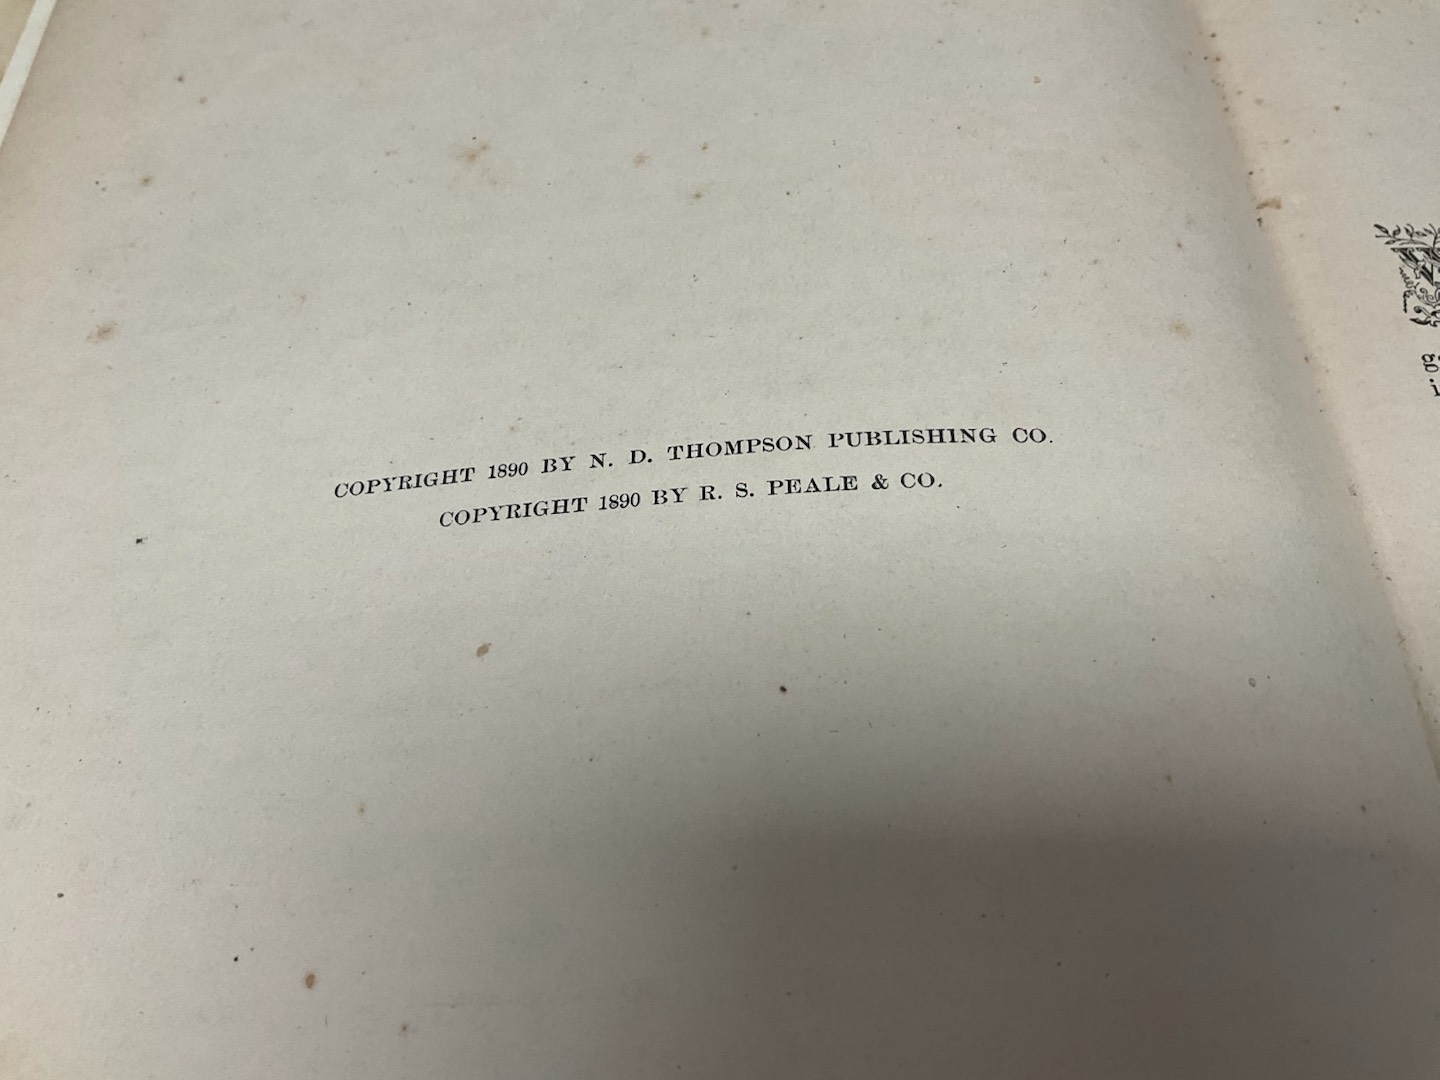 COPYRIGHT 1890 BY N. D. THOMPSON PUBLISHING CO.
COPYRIGHT 1890 BY R. S. PEALE & CO.